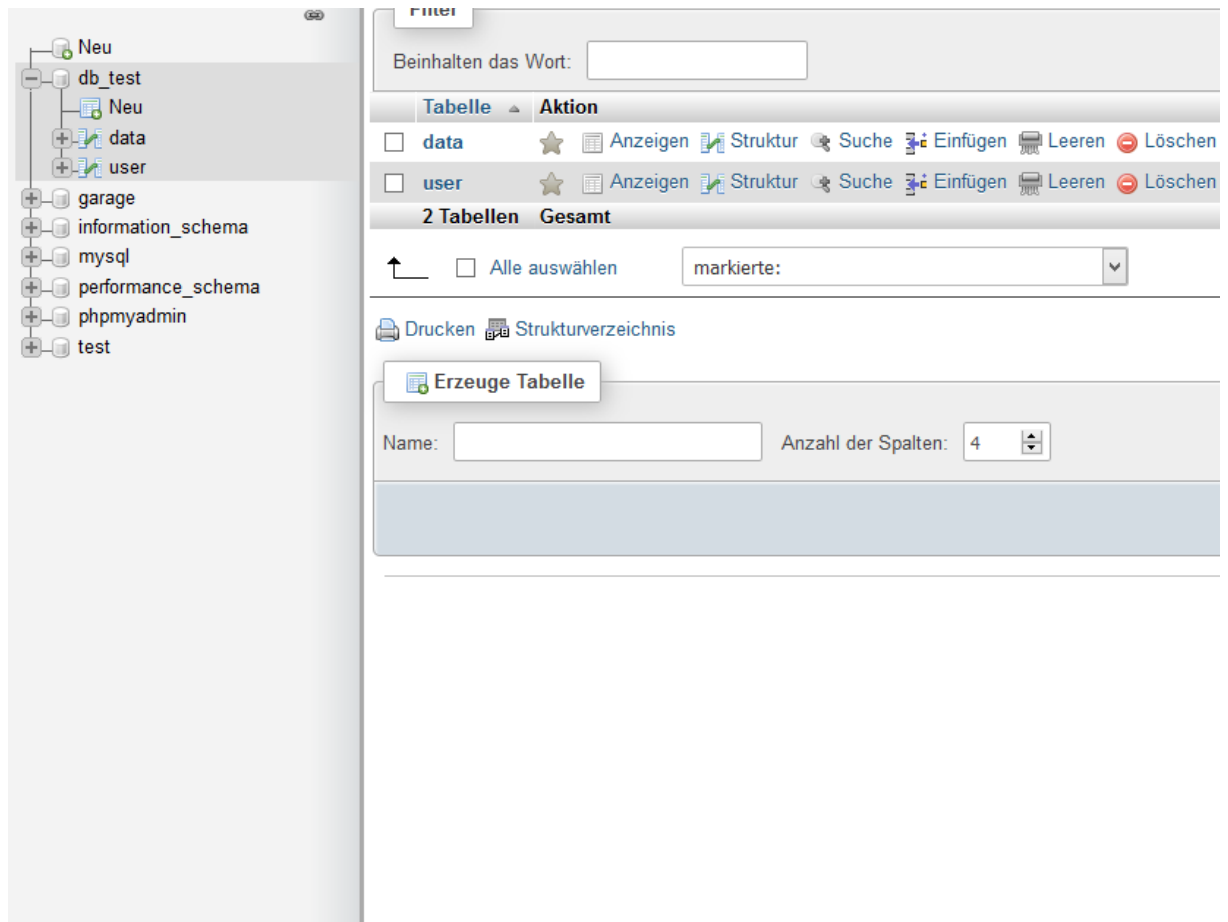 Neu
db_test
Neu
data
user
garage
information_schema
mysql
performance_schema
phpmyadmin
test
Filter
Beinhalten das Wort:
Tabelle Aktion
data Anzeigen Struktur Suche Einfügen Leeren Löschen
user Anzeigen Struktur Suche Einfügen Leeren Löschen
2 Tabellen Gesamt
Alle auswählen markierte:
Drucken Strukturverzeichnis
Erzeuge Tabelle
Name: Anzahl der Spalten: 4